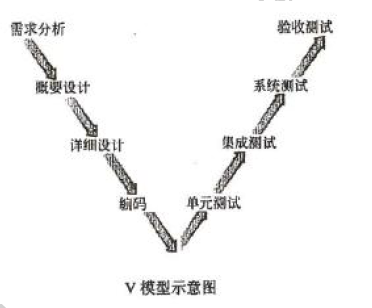 需求分析
验收测试
概要设计
系统测试
详细设计
集成测试
编码
单元测试
V 模型示意图